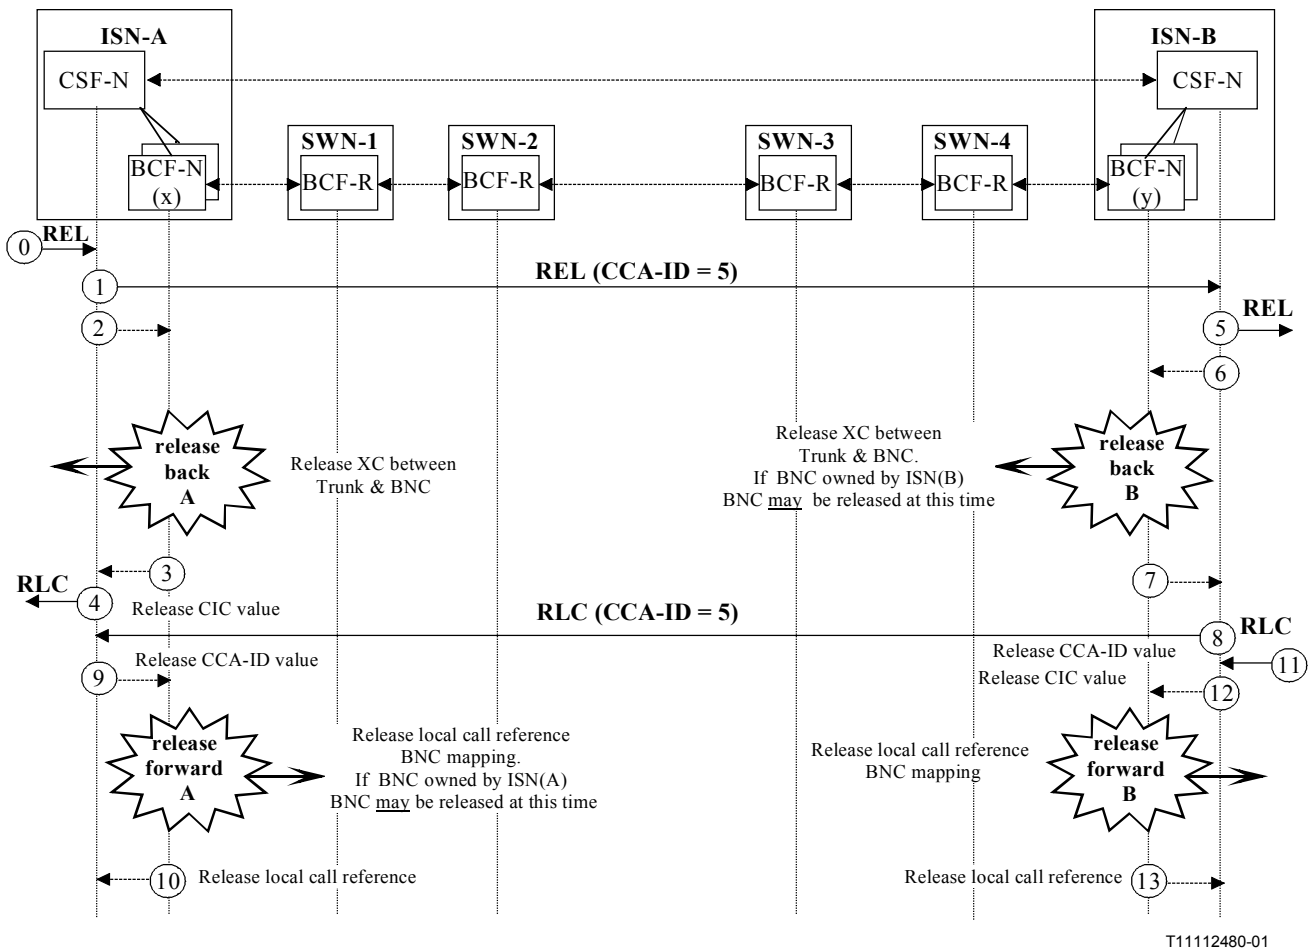 ISN-A
ISN-B
CSF-N
CSF-N
SWN-1
SWN-2
SWN-3
SWN-4
BCF-N
(x)
BCF-R
BCF-R
BCF-R
BCF-R
BCF-N
(y)
0
REL
REL (CCA-ID = 5)
1
2
5
REL
6
release
back
A
Release XC between
Trunk & BNC
Release XC between
Trunk & BNC.
If BNC owned by ISN(B)
BNC may be released at this time
release
back
B
3
7
RLC
4
Release CIC value
RLC (CCA-ID = 5)
8
RLC
Release CCA-ID value
Release CCA-ID value
11
9
Release CIC value
12
release
forward
A
Release local call reference
BNC mapping.
If BNC owned by ISN(A)
BNC may be released at this time
Release local call reference
BNC mapping
release
forward
B
10
Release local call reference
Release local call reference
13
T11112480-01